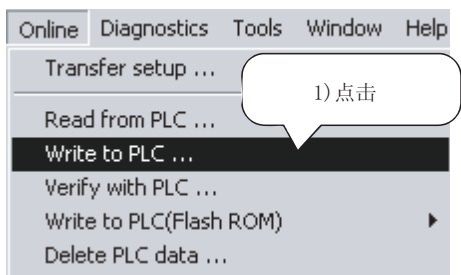 Online Diagnostics Tools Window Help
Transfer setup ...
1)点击
Read from PLC ...
Write to PLC ...
Verify with PLC ...
Write to PLC(Flash ROM)
Delete PLC data ...